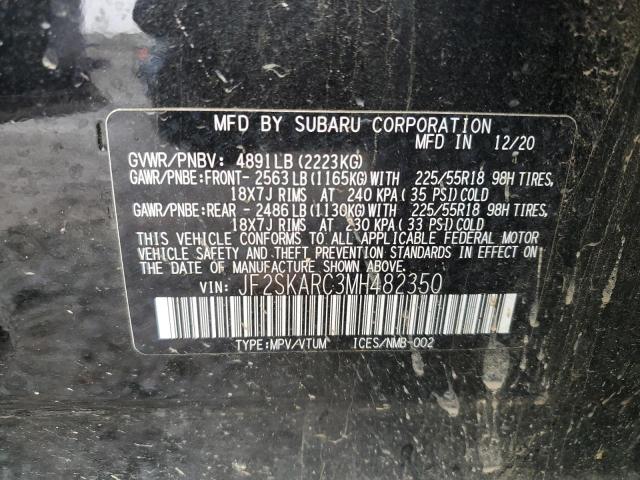 MFD BY SUBARU CORPORATION
MFD IN 12/20
GVWR/PNBV: 4891LB(2223KG)
GAWR/PNBE:FRONT- 2563LB(1165KG)WITH 225/55R18 98H TIRES,
18X7J RIMS AT 240 KPA(35 PSI)COLD
GAWR/PNBE:REAR - 2486LB(1130KG)WITH 225/55R18 98H TIRES,
18X7J RIMS AT 230 KPA(33 PSI)COLD
THIS VEHICLE CONFORMS TO ALL APPLICABLE FEDERAL MOTOR
VEHICLE SAFETY AND THEFT PREVENTION STANDARDS IN EFFECT ON
THE DATE OF MANUFACTURE SHOWN ABOVE.
VIN: JF2SKARC3MH482350
TYPE:MPV/VTUM ICES/NMB-002